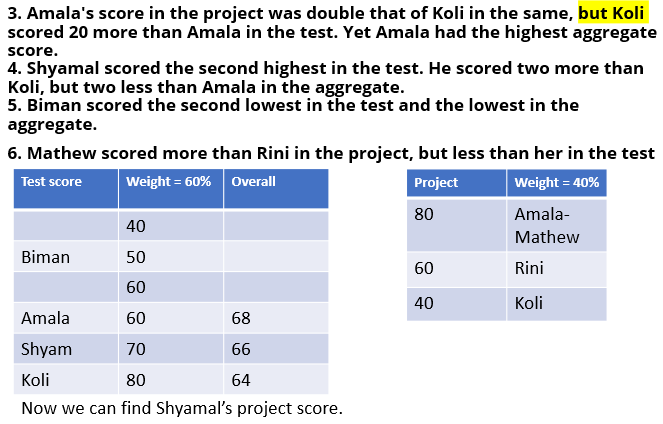 3. Amala's score in the project was double that of Koli in the same, but Koli
scored 20 more than Amala in the test. Yet Amala had the highest aggregate
score.
4. Shyamal scored the second highest in the test. He scored two more than
Koli, but two less than Amala in the aggregate.
5. Biman scored the second lowest in the test and the lowest in the
aggregate.
6. Mathew scored more than Rini in the project, but less than her in the test
Test score Weight = 60% Overall
40
Biman 50
60
Amala 60 68
Shyam 70 66
Koli 80 64
Project Weight = 40%
80 Amala-
Mathew
60 Rini
40 Koli
Now we can find Shyamal's project score.